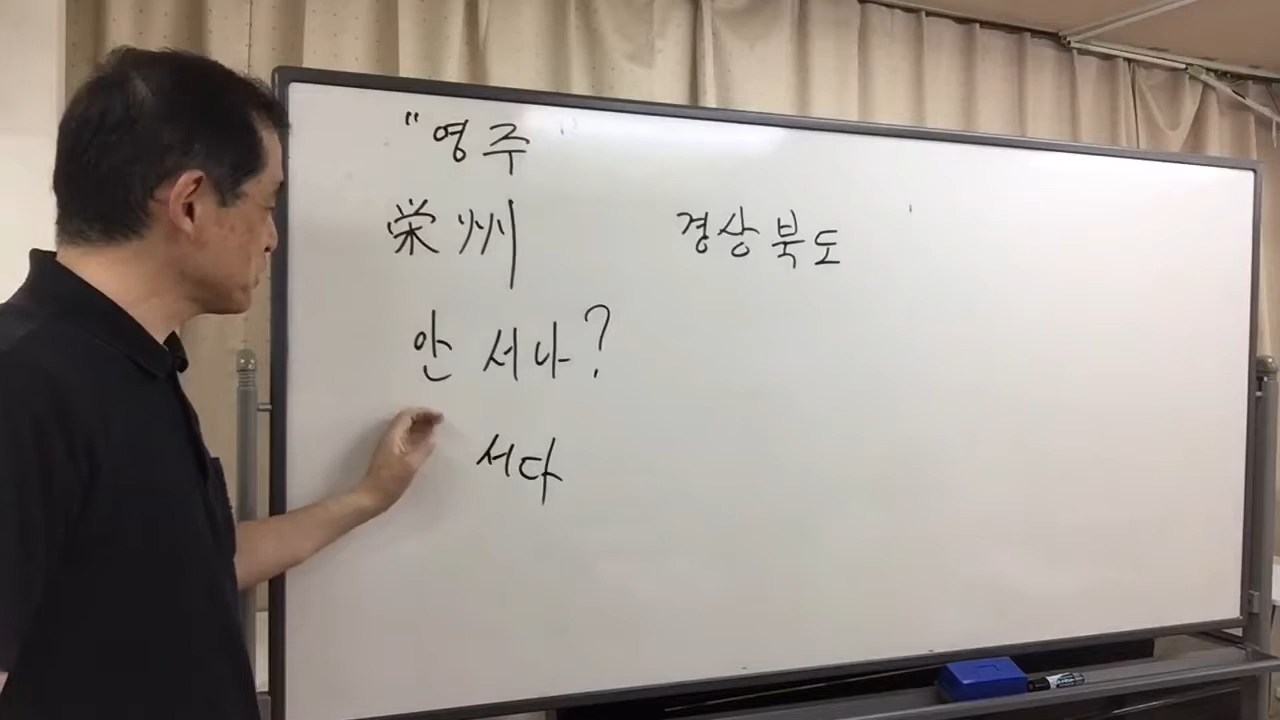 "영주
栄州 경상북도
안 서나?
서다